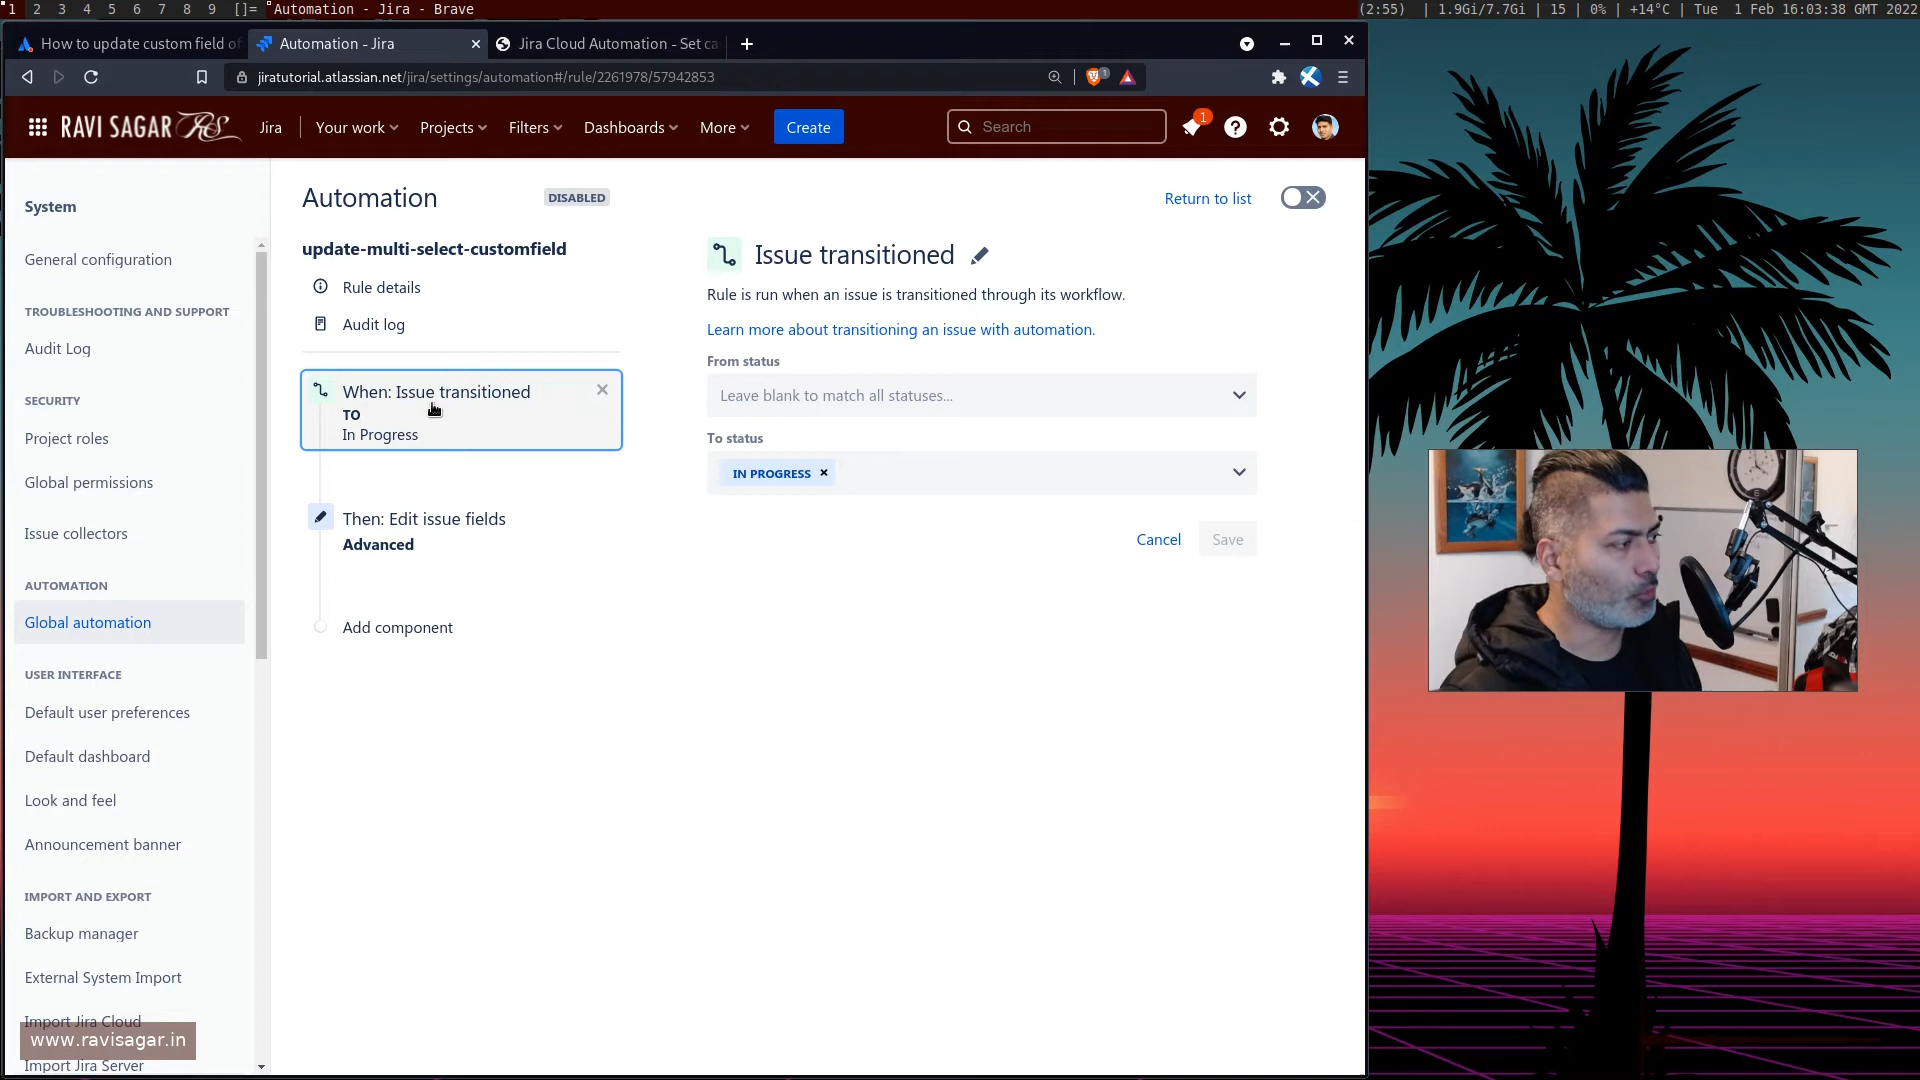 1 2 3 4 5 6 7 8 9 []= Automation - Jira - Brave
(2:55) | 1.9Gi/7.7Gi | 15 | 0% | +14°C | Tue 1 Feb 16:03:38 GMT 2022
How to update custom field of
Automation - Jira
Jira Cloud Automation - Set ca
jiratutorial.atlassian.net/jira/settings/automation#/rule/2261978/57942853
1
RAVI SAGAR RS
Jira
Your work
Projects
Filters
Dashboards
More
Create
Search
1
System
General configuration
TROUBLESHOOTING AND SUPPORT
Audit Log
SECURITY
Project roles
Global permissions
Issue collectors
AUTOMATION
Global automation
USER INTERFACE
Default user preferences
Default dashboard
Look and feel
Announcement banner
IMPORT AND EXPORT
Backup manager
External System Import
Import Jira Cloud
www.ravisagar.in
Import Jira Server
Automation
DISABLED
Return to list
update-multi-select-customfield
Rule details
Audit log
When: Issue transitioned
TO
In Progress
Then: Edit issue fields
Advanced
Add component
Issue transitioned
Rule is run when an issue is transitioned through its workflow.
Learn more about transitioning an issue with automation.
From status
Leave blank to match all statuses...
To status
IN PROGRESS
Cancel
Save